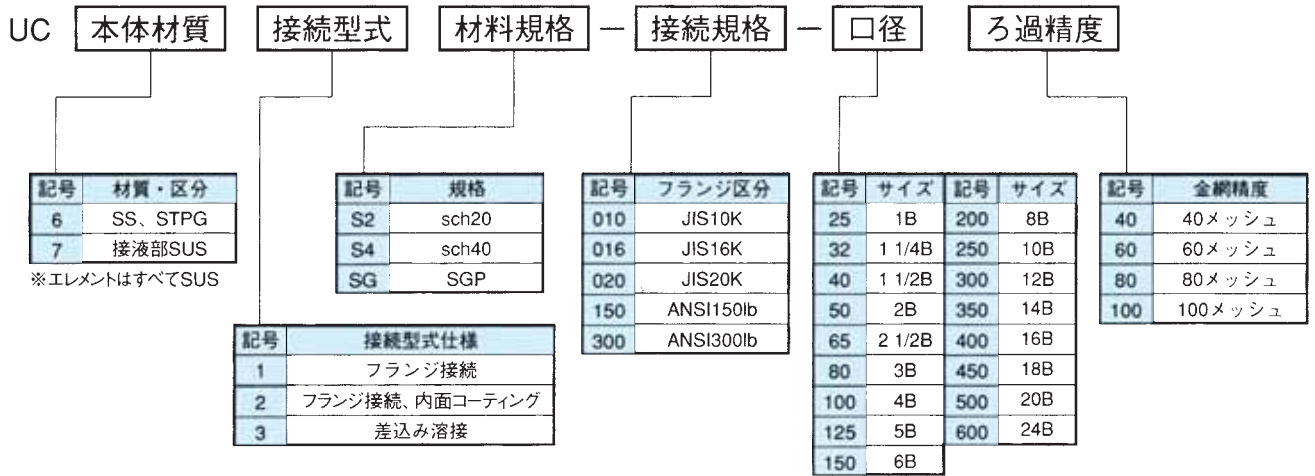 UC 本体材質 接続型式 材料規格 － 接続規格 － 口径 ろ過精度
記号 材質・区分
6 SS、STPG
7 接液部SUS
※エレメントはすべてSUS
記号 接続型式仕様
1 フランジ接続
2 フランジ接続、内面コーティング
3 差込み溶接
記号 規格
S2 sch20
S4 sch40
SG SGP
記号 フランジ区分
010 JIS10K
016 JIS16K
020 JIS20K
150 ANSI150lb
300 ANSI300lb
記号 サイズ 記号 サイズ
25 1B 200 8B
32 1 1/4B 250 10B
40 1 1/2B 300 12B
50 2B 350 14B
65 2 1/2B 400 16B
80 3B 450 18B
100 4B 500 20B
125 5B 600 24B
150 6B
記号 金網精度
40 40メッシュ
60 60メッシュ
80 80メッシュ
100 100メッシュ